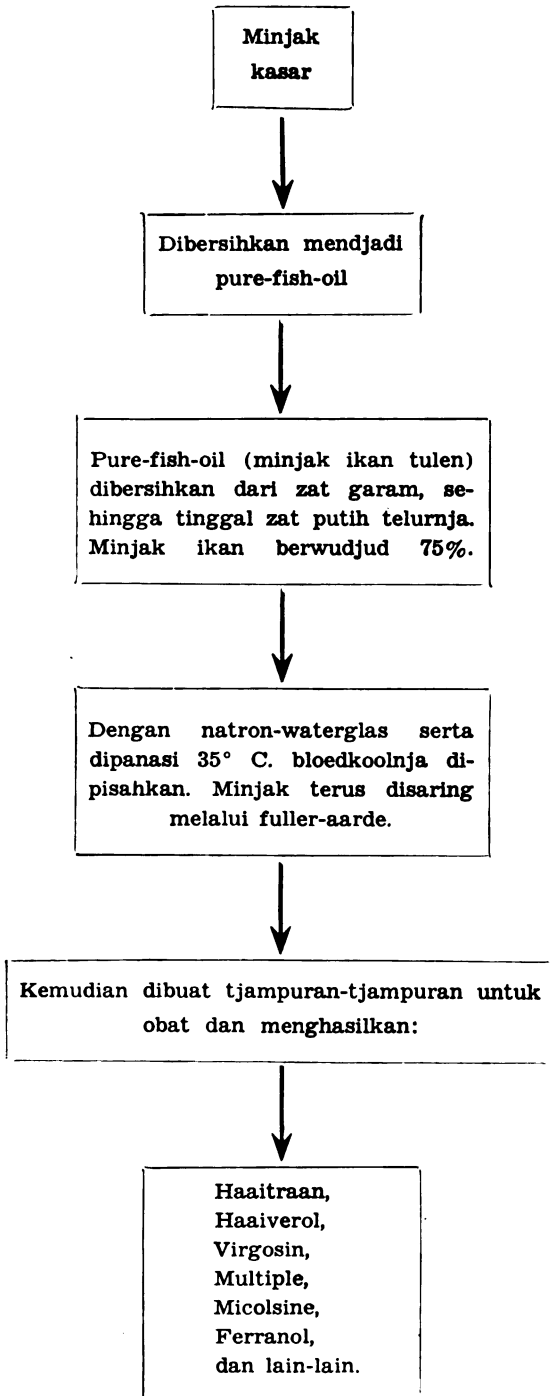 Minjak
kasar
Dibersihkan mendjadi
pure-fish-oil
Pure-fish-oil (minjak ikan tulen)
dibersihkan dari zat garam, se-
hingga tinggal zat putih telurnja.
Minjak ikan berwudjud 75%.
Dengan natron-waterglas serta
dipanasi 35° C. bloedkoolnja di-
pisahkan. Minjak terus disaring
melalui fuller-aarde.
Kemudian dibuat tjampuran-tjampuran untuk
obat dan menghasilkan:
Haaitraan,
Haaiverol,
Virgosin,
Multiple,
Micolsine,
Ferranol,
dan lain-lain.